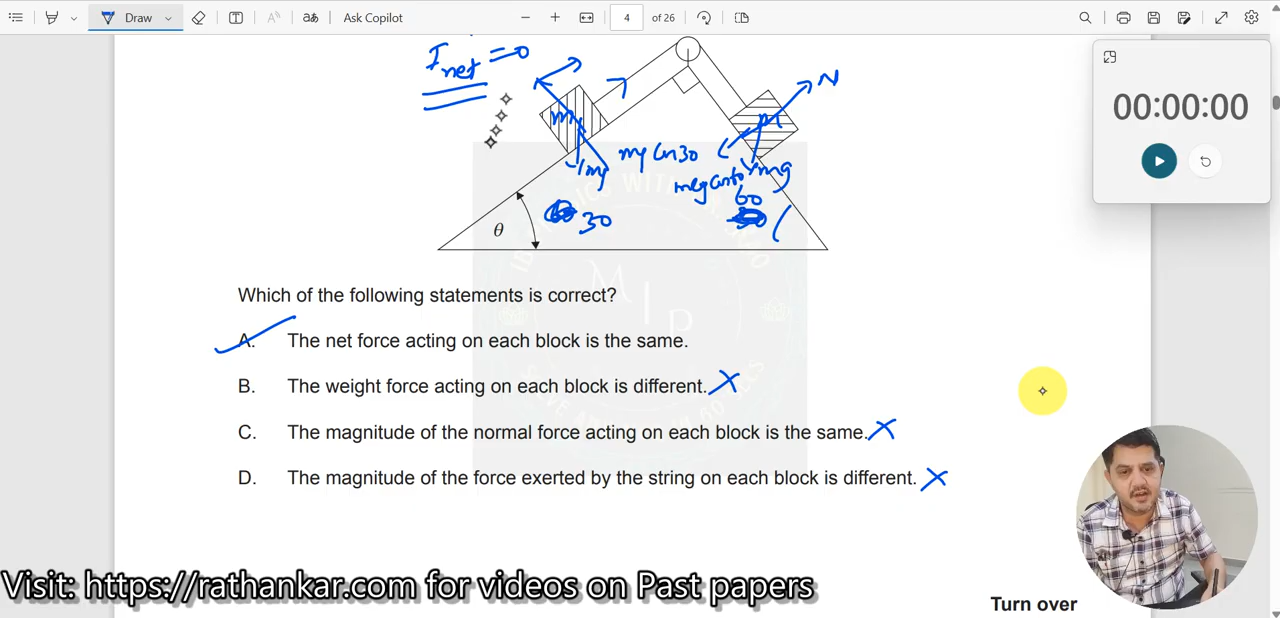 Draw
Ask Copilot
4
of 26
00:00:00
net = 0
N
m
m
mg
mg cos 30
mg
θ
30
60
Which of the following statements is correct?
A. The net force acting on each block is the same.
B. The weight force acting on each block is different.
C. The magnitude of the normal force acting on each block is the same.
D. The magnitude of the force exerted by the string on each block is different.
Visit: https://rathankar.com for videos on Past papers
Turn over